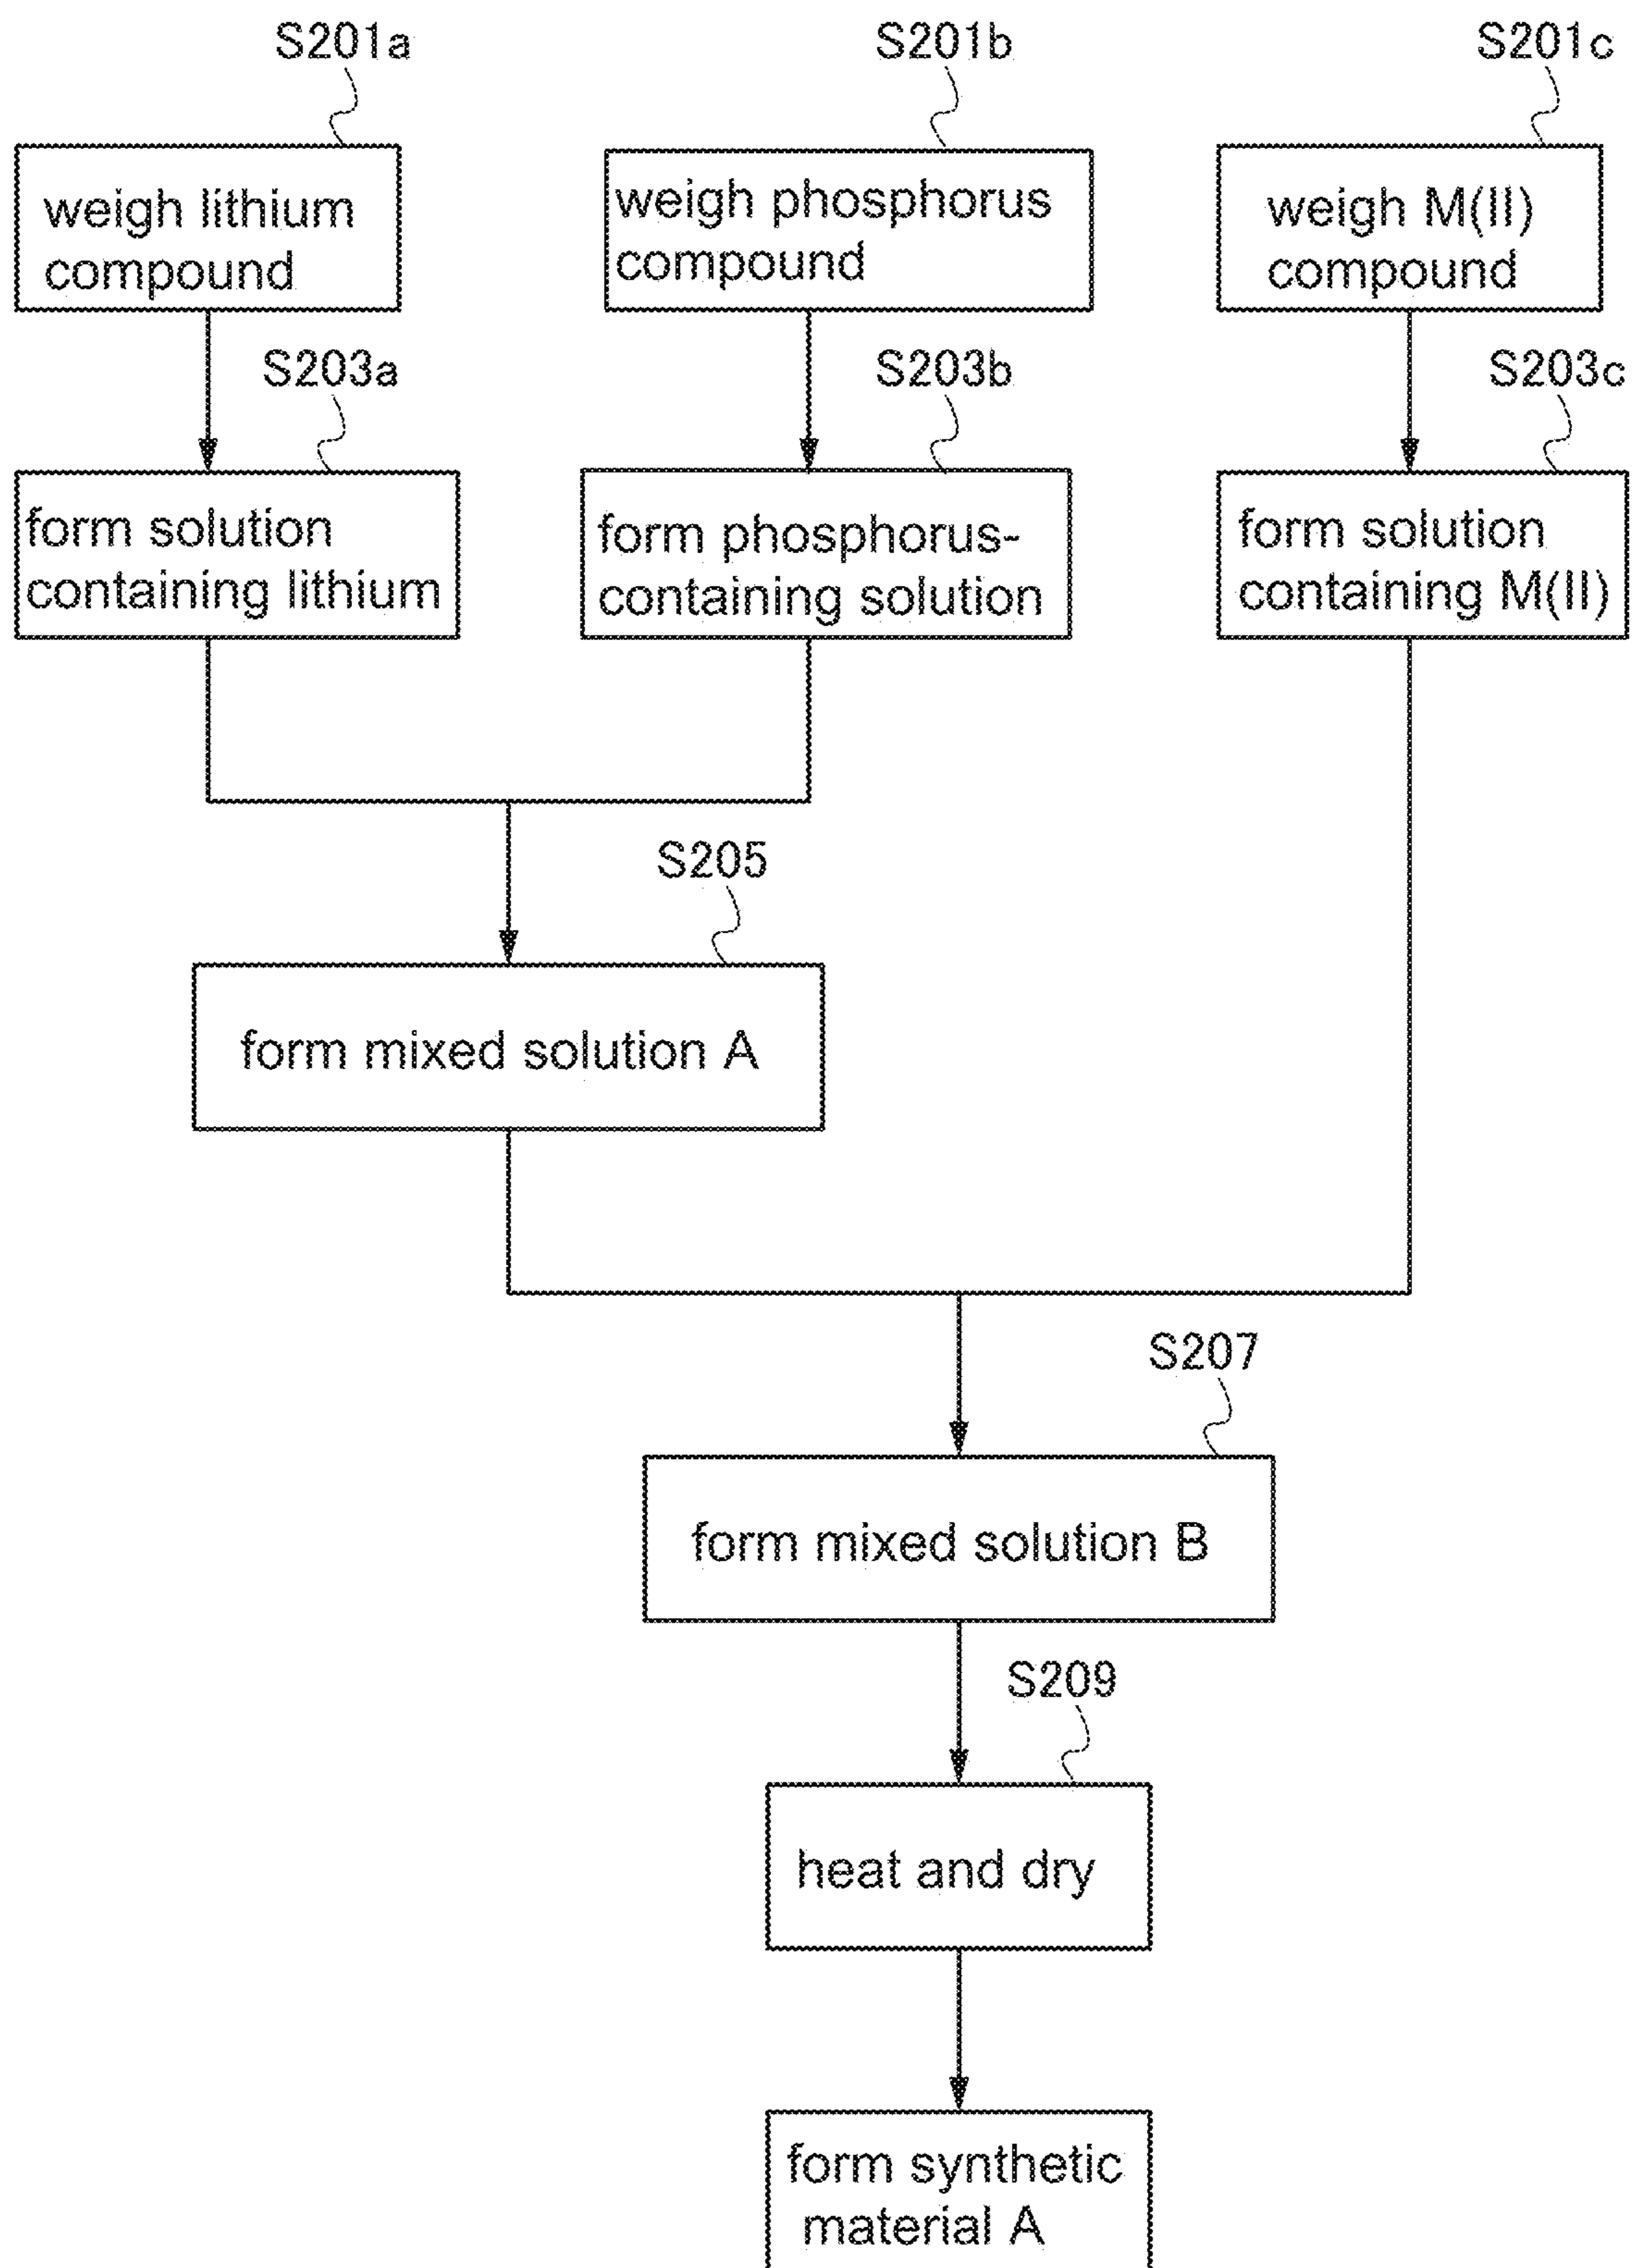 S201a
S201b
S201c
weigh lithium
compound
weigh phosphorus
compound
weigh M(II)
compound
S203a
S203b
S203c
form solution
containing lithium
form phosphorus-
containing solution
form solution
containing M(II)
S205
form mixed solution A
S207
form mixed solution B
S209
heat and dry
form synthetic
material A